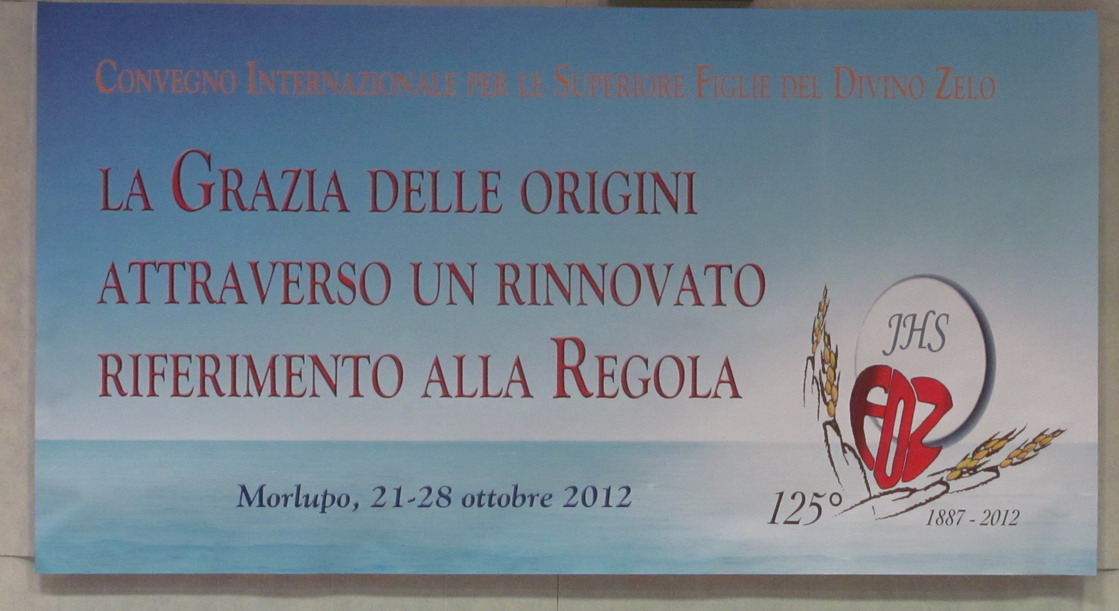 Convegno Internazionale per le Superiore Figlie del Divino Zelo
la Grazia delle origini
attraverso un rinnovato
riferimento alla Regola
JHS
FDZ
Morlupo, 21-28 ottobre 2012
125°
1887 - 2012